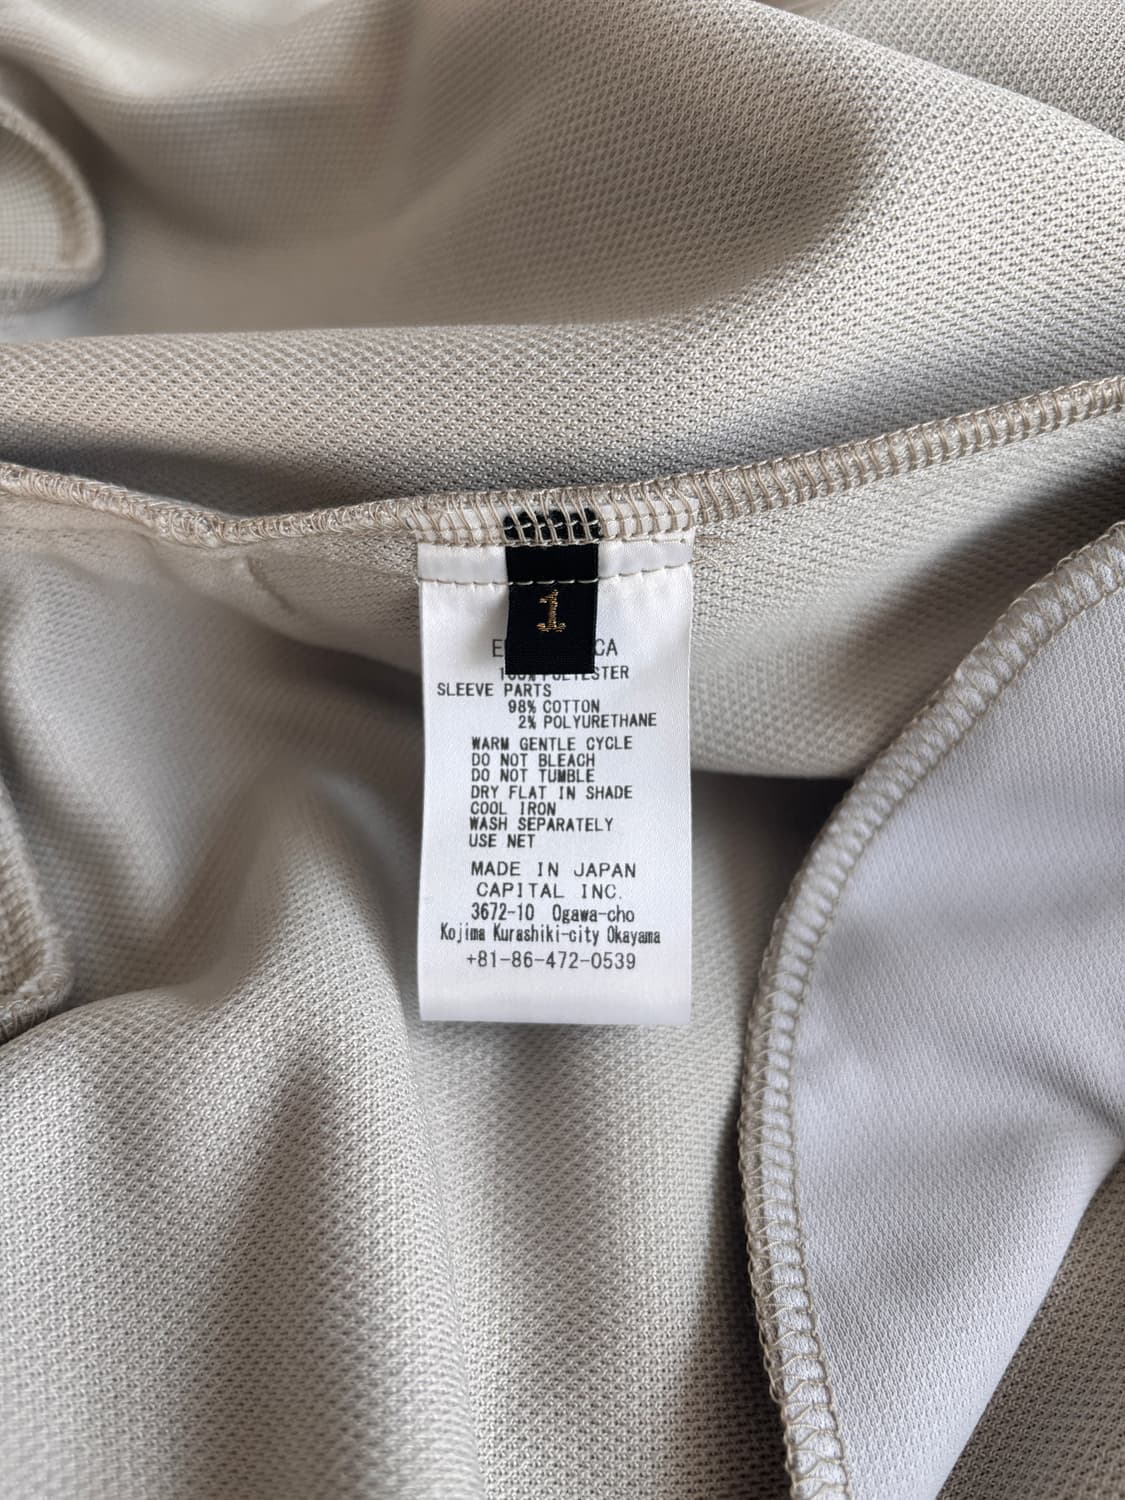 1
SLEEVE PARTS
98% COTTON
2% POLYURETHANE
WARM GENTLE CYCLE
DO NOT BLEACH
DO NOT TUMBLE
DRY FLAT IN SHADE
COOL IRON
WASH SEPARATELY
USE NET
MADE IN JAPAN
CAPITAL INC.
3672-10 Ogawa-cho
Kojima Kurashiki-city Okayama
+81-86-472-0539